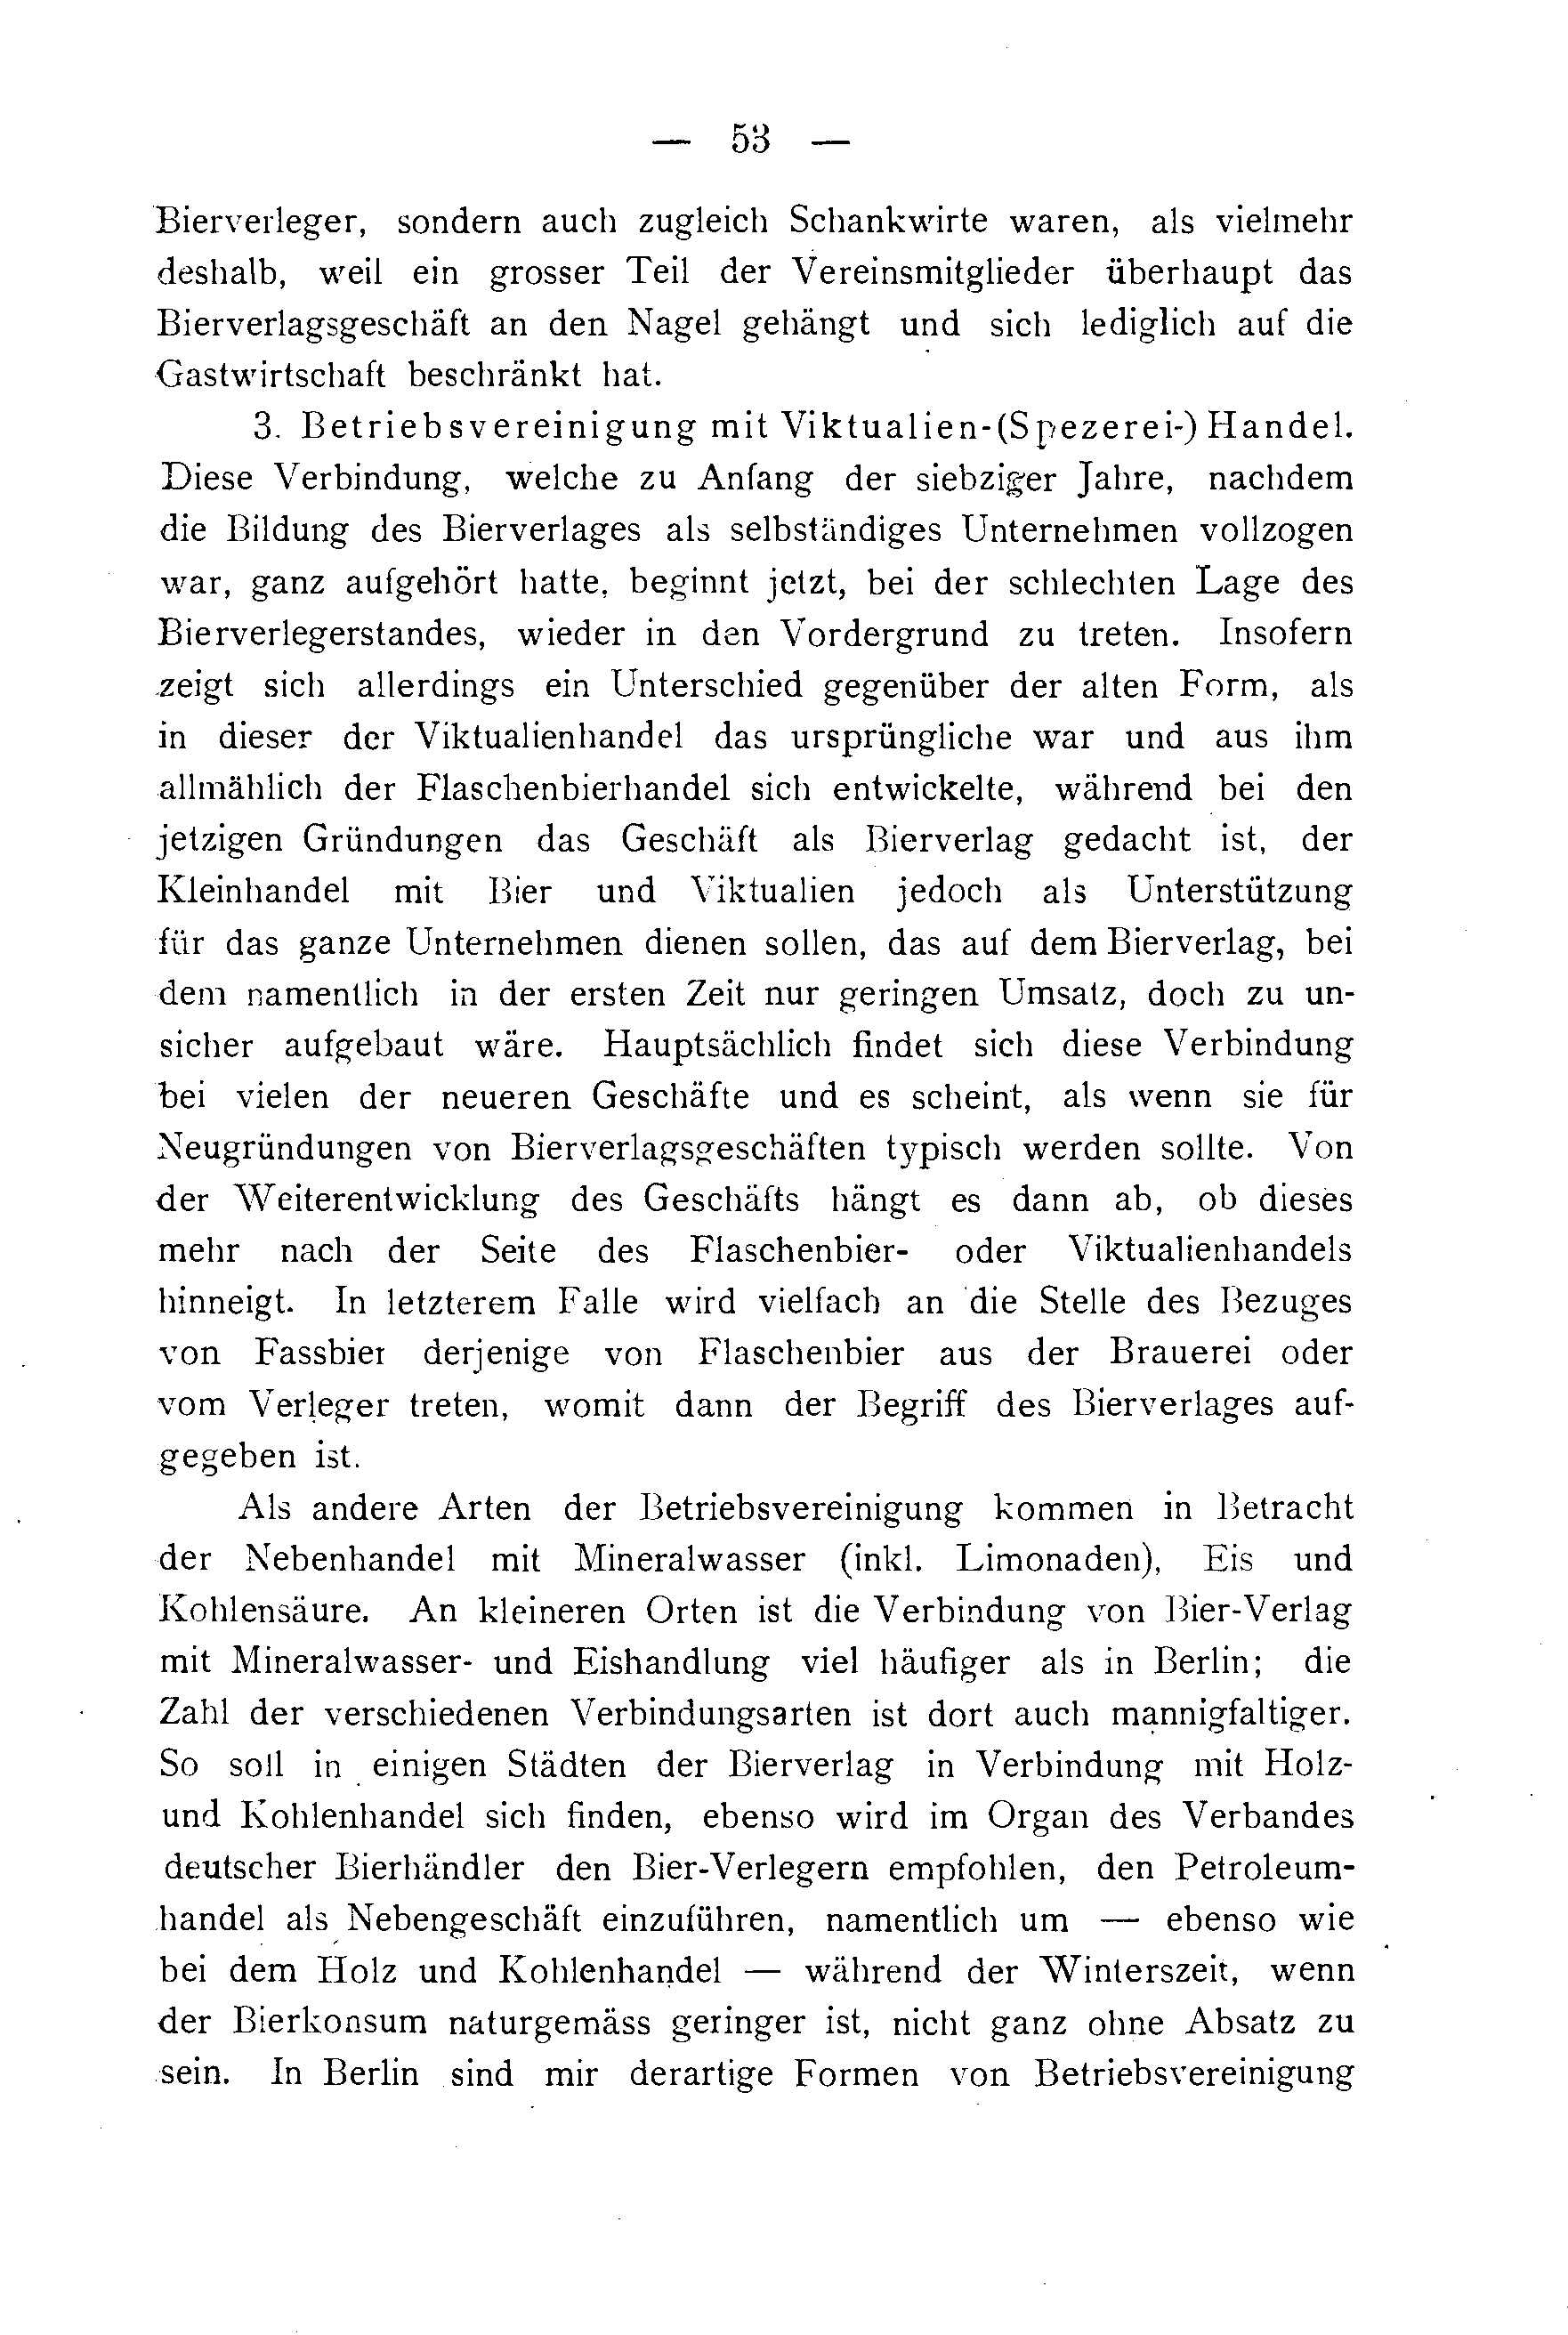 — 53 —
Bierverleger, sondern auch zugleich Schankwirte waren, als vielmehr
deshalb, weil ein grosser Teil der Vereinsmitglieder überhaupt das
Bierverlagsgeschäft an den Nagel gehängt und sich lediglich auf die
Gastwirtschaft beschränkt hat.
3. Betriebsvereinigung mit Viktualien-(Spezerei-) Handel.
Diese Verbindung, welche zu Anfang der siebziger Jahre, nachdem
die Bildung des Bierverlages als selbständiges Unternehmen vollzogen
war, ganz aufgehört hatte, beginnt jetzt, bei der schlechten Lage des
Bierverlegerstandes, wieder in den Vordergrund zu treten. Insofern
zeigt sich allerdings ein Unterschied gegenüber der alten Form, als
in dieser der Viktualienhandel das ursprüngliche war und aus ihm
allmählich der Flaschenbierhandel sich entwickelte, während bei den
jetzigen Gründungen das Geschäft als Bierverlag gedacht ist, der
Kleinhandel mit Bier und Viktualien jedoch als Unterstützung
für das ganze Unternehmen dienen sollen, das auf dem Bierverlag, bei
dem namentlich in der ersten Zeit nur geringen Umsatz, doch zu un-
sicher aufgebaut wäre. Hauptsächlich findet sich diese Verbindung
bei vielen der neueren Geschäfte und es scheint, als wenn sie für
Neugründungen von Bierverlagsgeschäften typisch werden sollte. Von
der Weiterentwicklung des Geschäfts hängt es dann ab, ob dieses
mehr nach der Seite des Flaschenbier- oder Viktualienhandels
hinneigt. In letzterem Falle wird vielfach an die Stelle des Bezuges
von Fassbier derjenige von Flaschenbier aus der Brauerei oder
vom Verleger treten, womit dann der Begriff des Bierverlages auf-
gegeben ist.
Als andere Arten der Betriebsvereinigung kommen in Betracht
der Nebenhandel mit Mineralwasser (inkl. Limonaden), Eis und
Kohlensäure. An kleineren Orten ist die Verbindung von Bier-Verlag
mit Mineralwasser- und Eishandlung viel häufiger als in Berlin; die
Zahl der verschiedenen Verbindungsarten ist dort auch mannigfaltiger.
So soll in einigen Städten der Bierverlag in Verbindung mit Holz-
und Kohlenhandel sich finden, ebenso wird im Organ des Verbandes
deutscher Bierhändler den Bier-Verlegern empfohlen, den Petroleum-
handel als Nebengeschäft einzuführen, namentlich um — ebenso wie
bei dem Holz und Kohlenhandel — während der Winterszeit, wenn
der Bierkonsum naturgemäss geringer ist, nicht ganz ohne Absatz zu
sein. In Berlin sind mir derartige Formen von Betriebsvereinigung